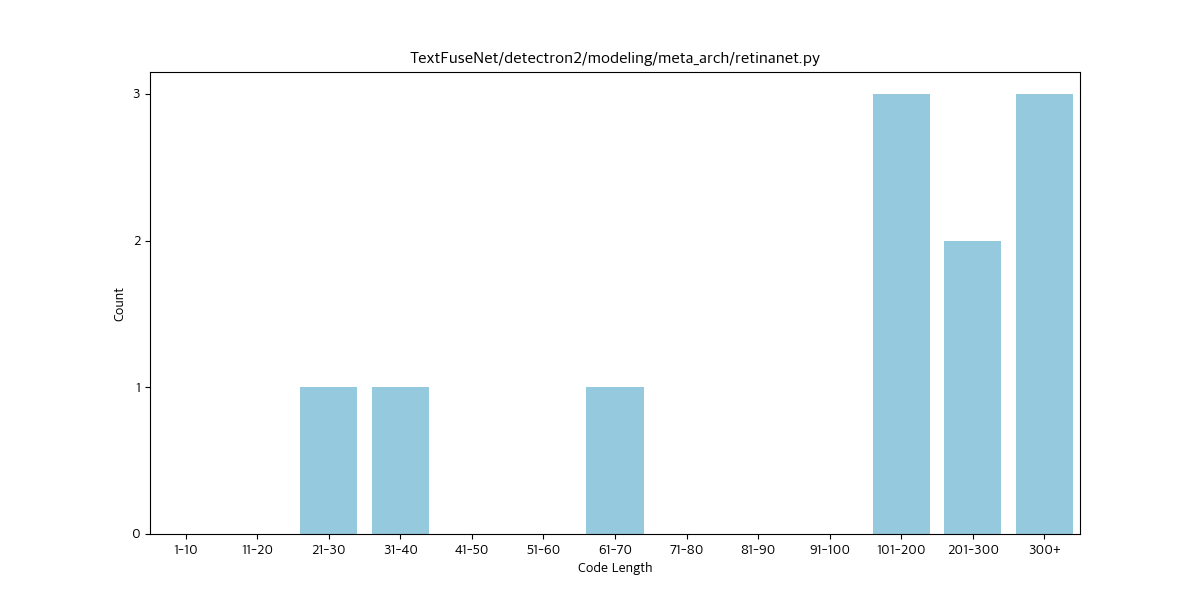 TextFuseNet/detectron2/modeling/meta_arch/retinanet.py
3
2
1
0
Count
1-10 11-20 21-30 31-40 41-50 51-60 61-70 71-80 81-90 91-100 101-200 201-300 300+
Code Length